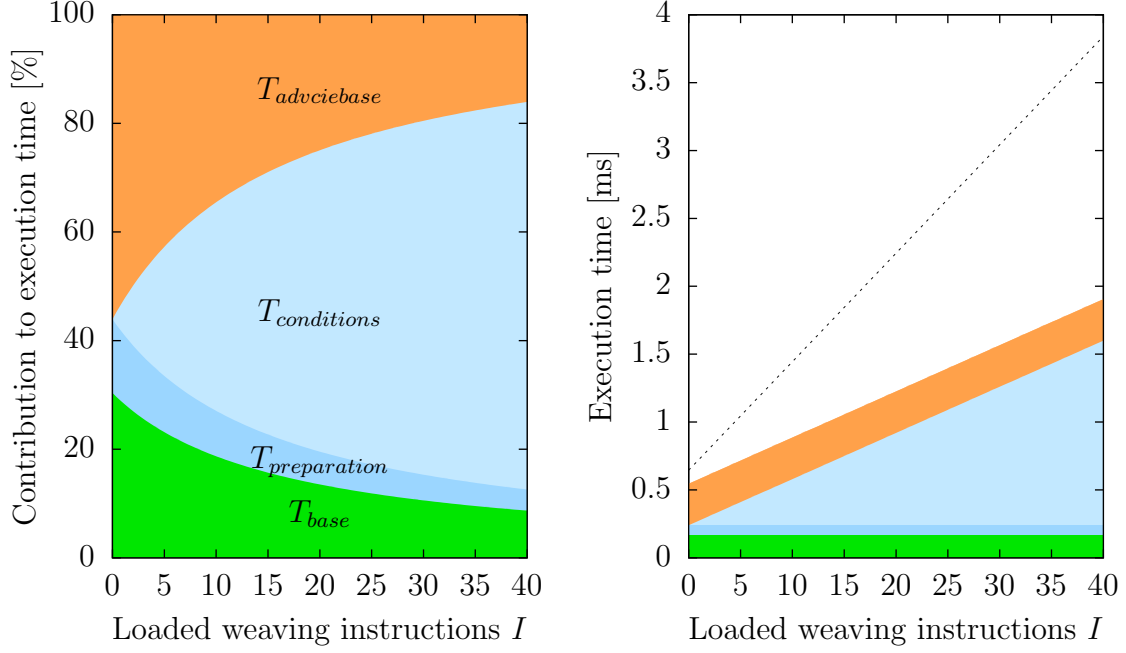 Contribution to execution time [%]
100
80
60
40
20
0
T_advciebase
T_conditions
T_preparation
T_base
0 5 10 15 20 25 30 35 40
Loaded weaving instructions I
Execution time [ms]
4
3.5
3
2.5
2
1.5
1
0.5
0
0 5 10 15 20 25 30 35 40
Loaded weaving instructions I